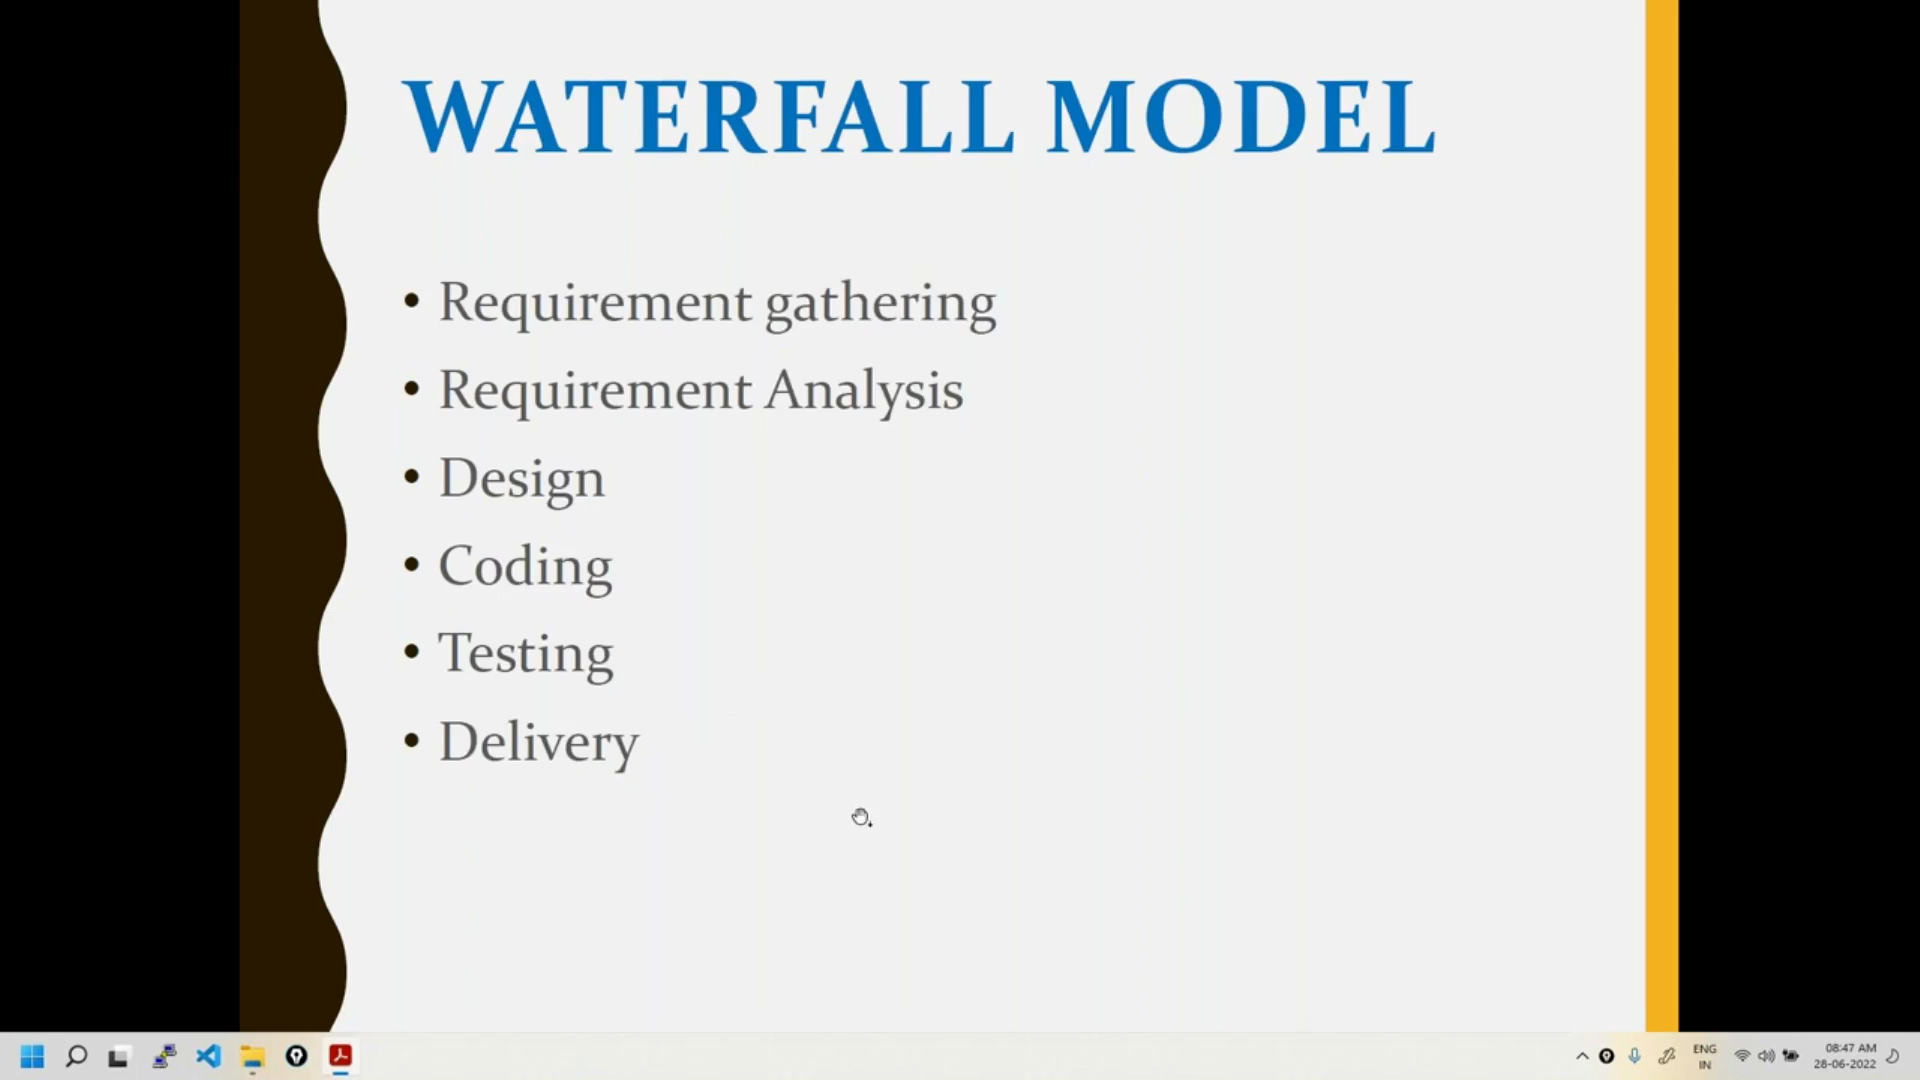 WATERFALL MODEL
• Requirement gathering
• Requirement Analysis
• Design
• Coding
• Testing
• Delivery
ENG
IN
08:47 AM
28-06-2022